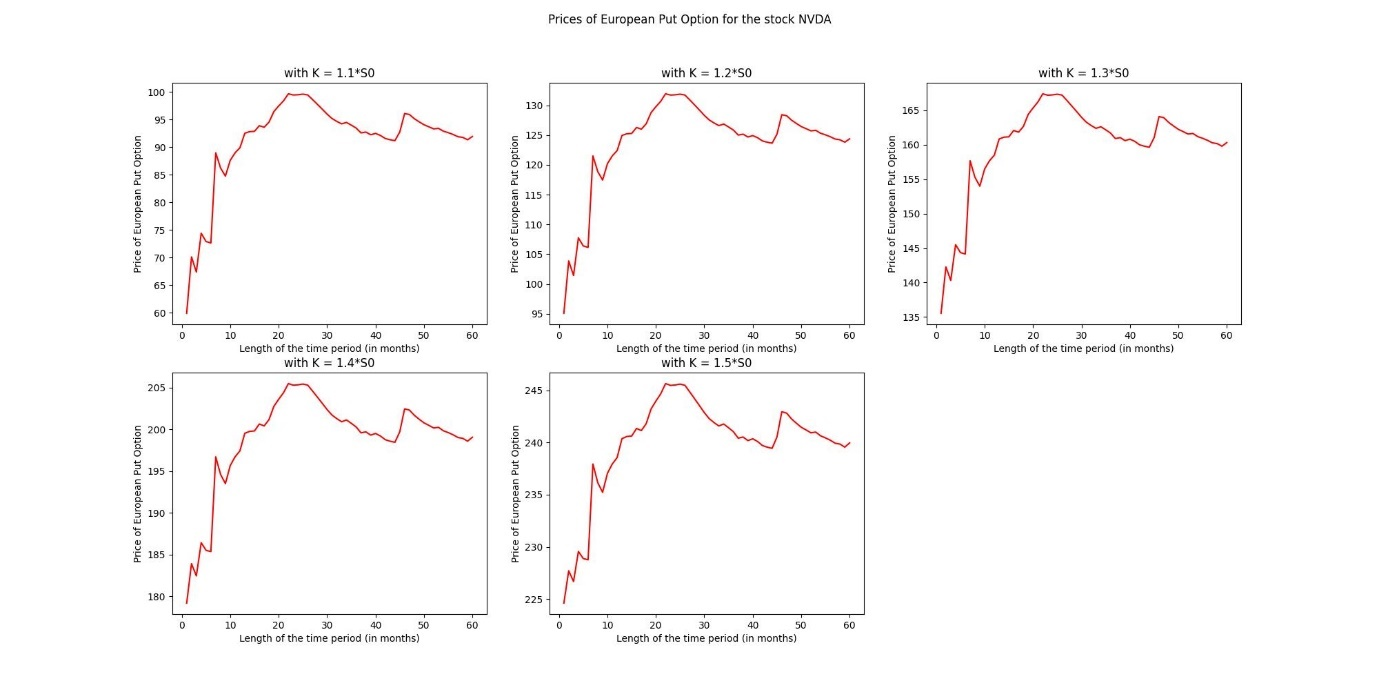 Prices of European Put Option for the stock NVDA
with K = 1.1*S0
Price of European Put Option
100
95
90
85
80
75
70
65
60
0 10 20 30 40 50 60
Length of the time period (in months)
with K = 1.2*S0
Price of European Put Option
130
125
120
115
110
105
100
95
0 10 20 30 40 50 60
Length of the time period (in months)
with K = 1.3*S0
Price of European Put Option
165
160
155
150
145
140
135
0 10 20 30 40 50 60
Length of the time period (in months)
with K = 1.4*S0
Price of European Put Option
205
200
195
190
185
180
0 10 20 30 40 50 60
Length of the time period (in months)
with K = 1.5*S0
Price of European Put Option
245
240
235
230
225
0 10 20 30 40 50 60
Length of the time period (in months)